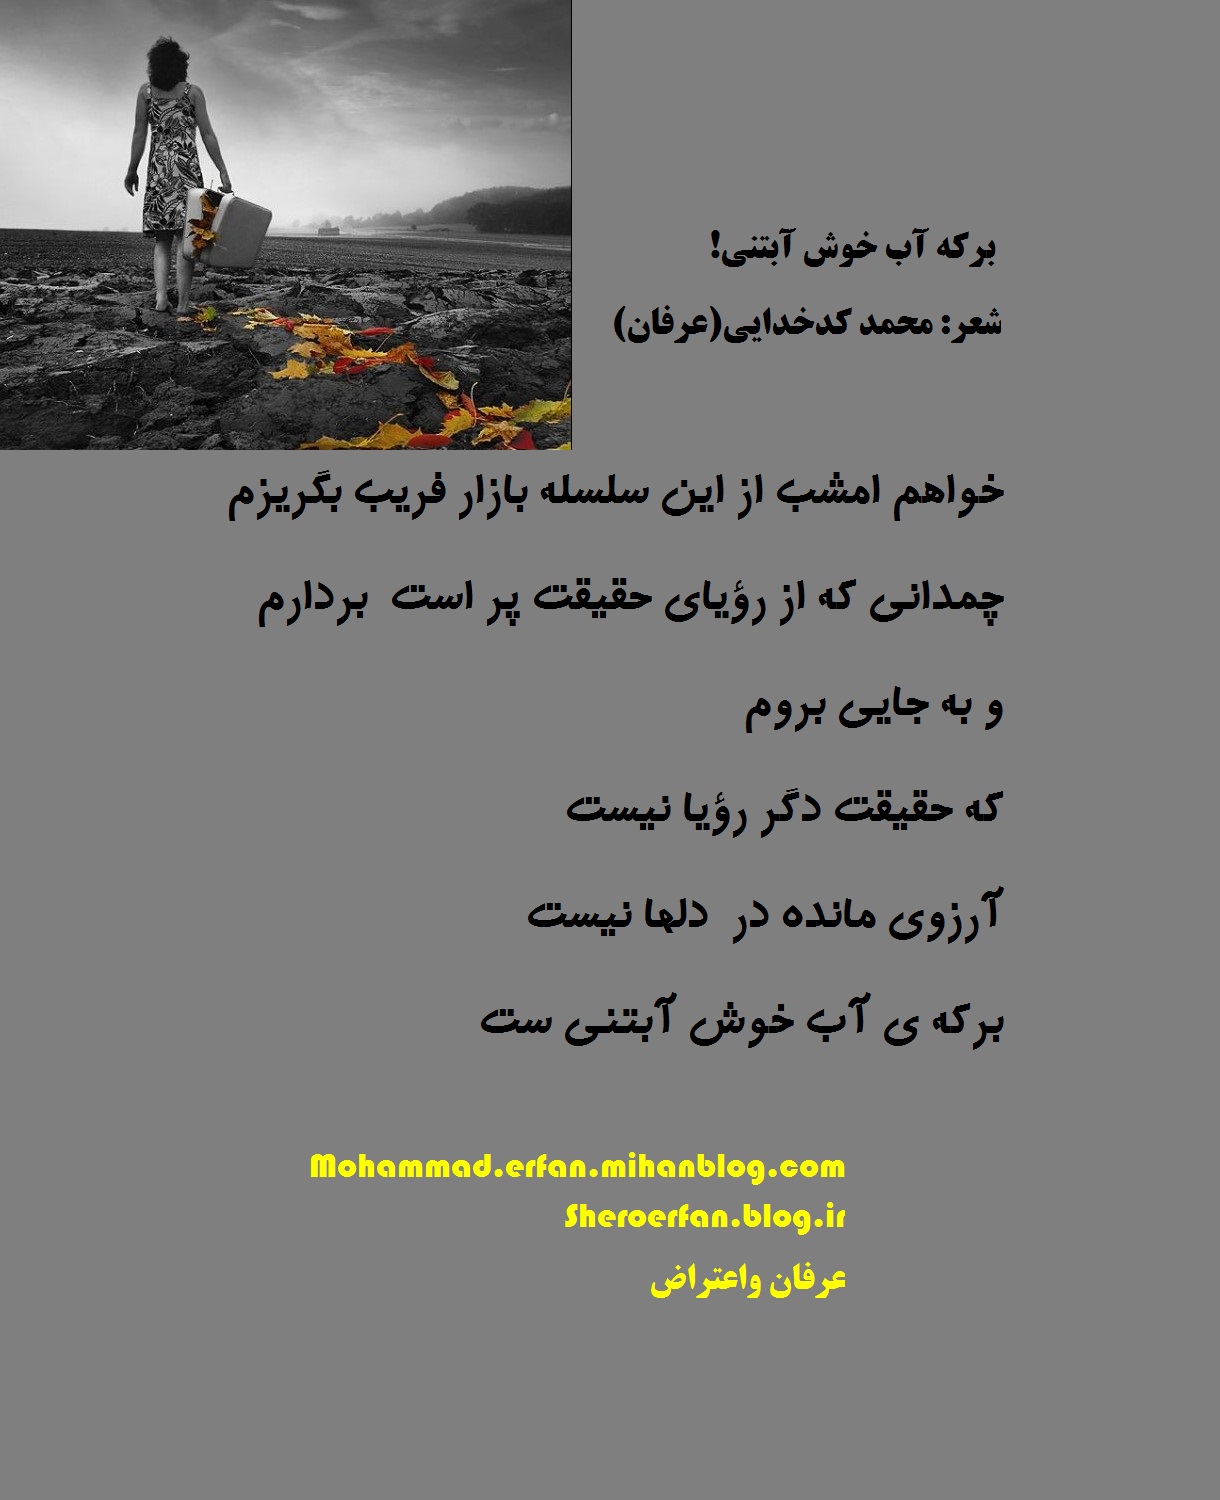 برکه آب خوش آبتنی!
شعر: محمد کدخدایی(عرفان)
خواهم امشب از این سلسله بازار فریب بگریزم
چمدانی که از رؤیای حقیقت پر است بردارم
و به جایی بروم
که حقیقت دگر رؤیا نیست
آرزوی مانده در دلها نیست
برکه ی آب خوش آبتنی ست
Mohammad.erfan.mihanblog.com
Sheroerfan.blog.ir
عرفان واعتراض